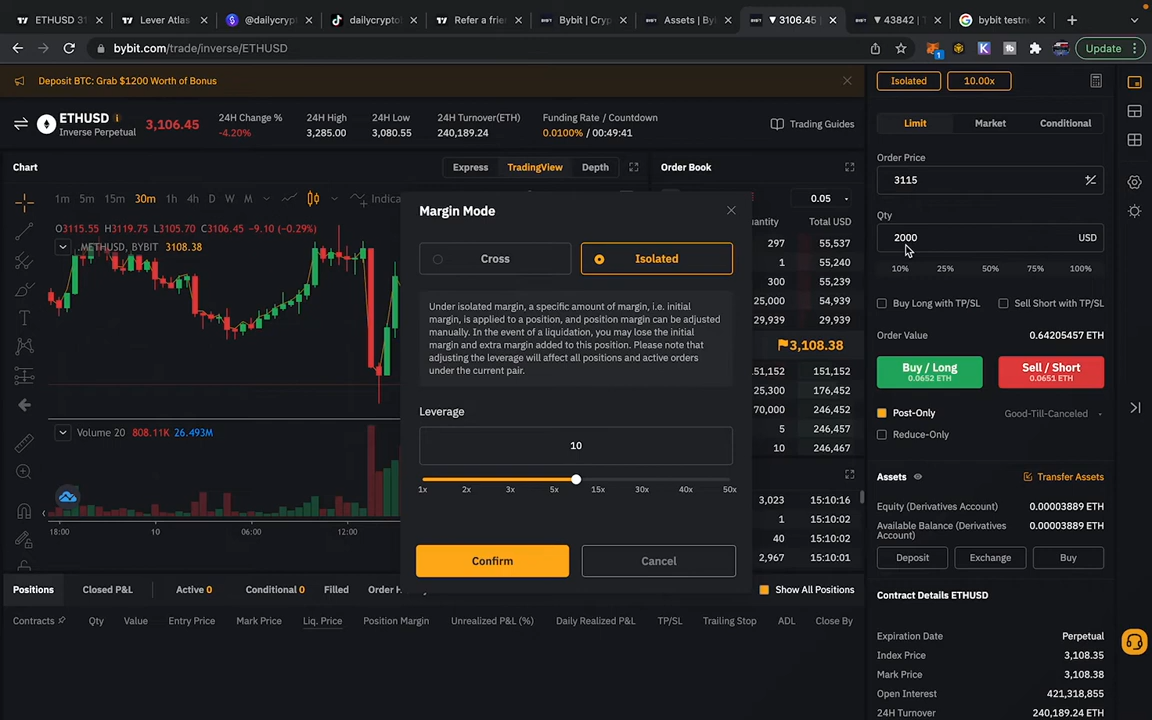 ETHUSD 31
Lever Atlas
@dailycryp
dailycryptol
Refer a frie
Bybit | Cryp
Assets | By
▼ 3106.45
▼ 43842 | T
bybit testne
bybit.com/trade/inverse/ETHUSD
Update
Deposit BTC: Grab $1200 Worth of Bonus
Isolated
10.00x
ETHUSD
Inverse Perpetual
3,106.45
24H Change %
-4.20%
24H High
3,285.00
24H Low
3,080.55
24H Turnover(ETH)
240,189.24
Funding Rate / Countdown
0.0100% / 00:49:41
Trading Guides
Limit
Market
Conditional
Chart
Express
TradingView
Depth
Order Book
Order Price
3115
1m 5m 15m 30m 1h 4h D W M
Indica
0.05
O3115.55 H3119.75 L3105.70 C3106.45 -9.10 (-0.29%)
.METHUSD, BYBIT 3108.38
Margin Mode
Cross
Isolated
Under isolated margin, a specific amount of margin, i.e. initial
margin, is applied to a position, and position margin can be adjusted
manually. In the event of a liquidation, you may lose the initial
margin and extra margin added to this position. Please note that
adjusting the leverage will affect all positions and active orders
under the current pair.
Leverage
10
1x 2x 3x 5x 15x 30x 40x 50x
Confirm
Cancel
uantity Total USD
297 55,537
1 55,240
300 55,239
25,000 54,939
29,939 29,939
3,108.38
151,152 151,152
25,300 176,452
70,000 246,452
5 246,457
10 246,467
3,023 15:10:16
1 15:10:02
40 15:10:02
2,967 15:10:01
Qty
2000 USD
10% 25% 50% 75% 100%
Buy Long with TP/SL
Sell Short with TP/SL
Order Value 0.64205457 ETH
Buy / Long
0.0652 ETH
Sell / Short
0.0651 ETH
Post-Only
Good-Till-Canceled
Reduce-Only
Volume 20 808.11K 26.493M
18:00 10 06:00 12:00
Assets
Transfer Assets
Equity (Derivatives Account) 0.00003889 ETH
Available Balance (Derivatives
Account)
0.00003889 ETH
Deposit
Exchange
Buy
Positions
Closed P&L
Active 0
Conditional 0
Filled
Order H
Show All Positions
Contracts Qty Value Entry Price Mark Price Liq. Price Position Margin Unrealized P&L (%) Daily Realized P&L TP/SL Trailing Stop ADL Close By
Contract Details ETHUSD
Expiration Date Perpetual
Index Price 3,108.35
Mark Price 3,108.38
Open Interest 421,318,855
24H Turnover 240,189.24 ETH